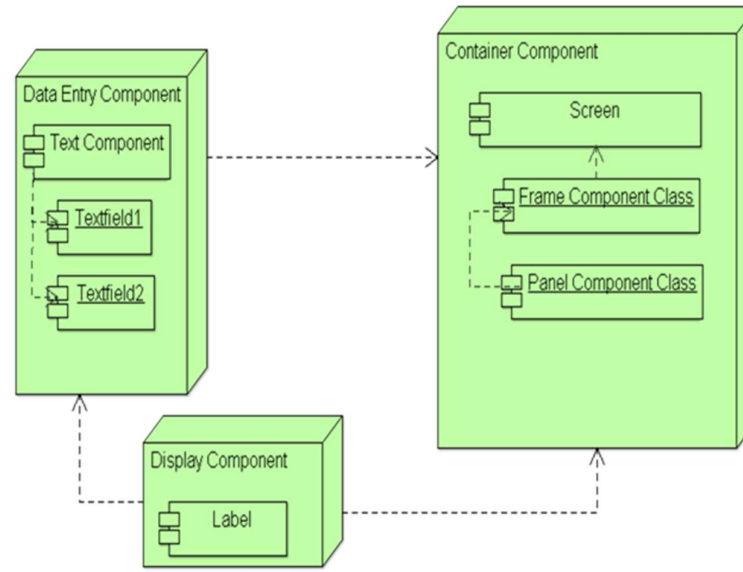 Data Entry Component
Text Component
Textfield1
Textfield2
Container Component
Screen
Frame Component Class
Panel Component Class
Display Component
Label